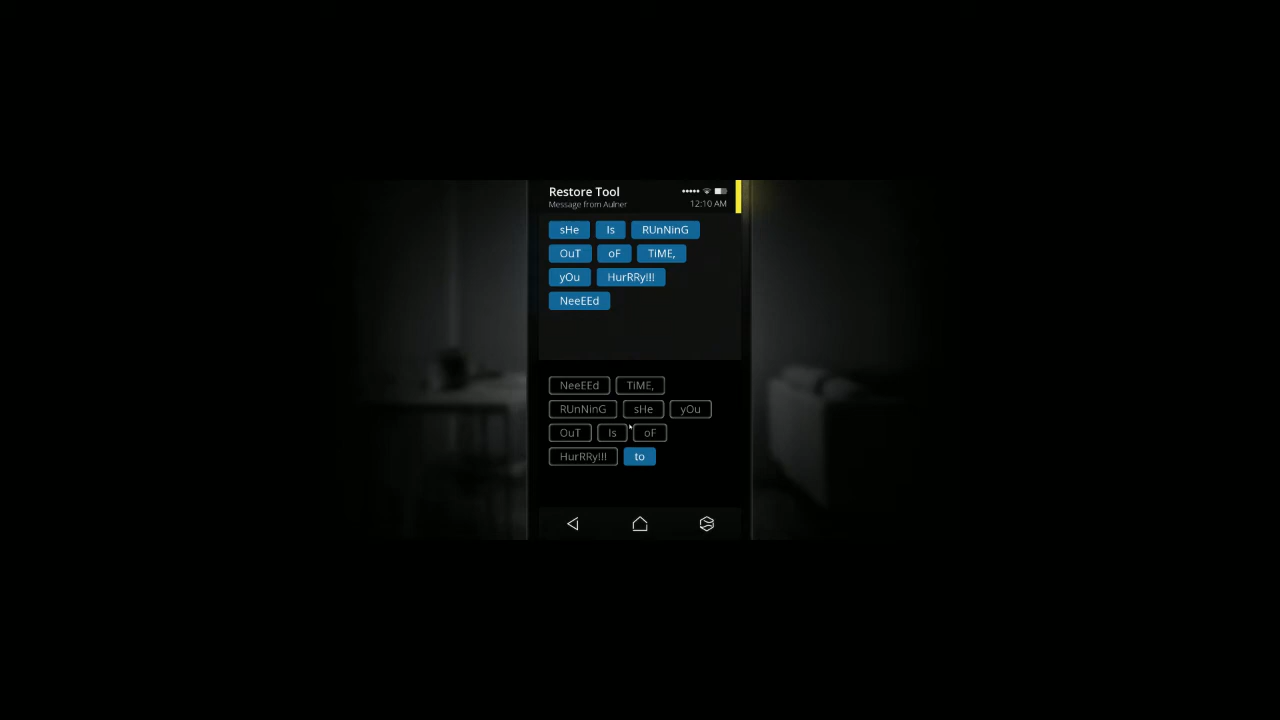 Restore Tool
Message from Aulner
12:10 AM
sHe Is RUnNinG
OuT oF TiME,
yOu HurRRy!!!
NeeEEd
NeeEEd TiME,
RUnNinG sHe yOu
OuT Is oF
HurRRy!!! to